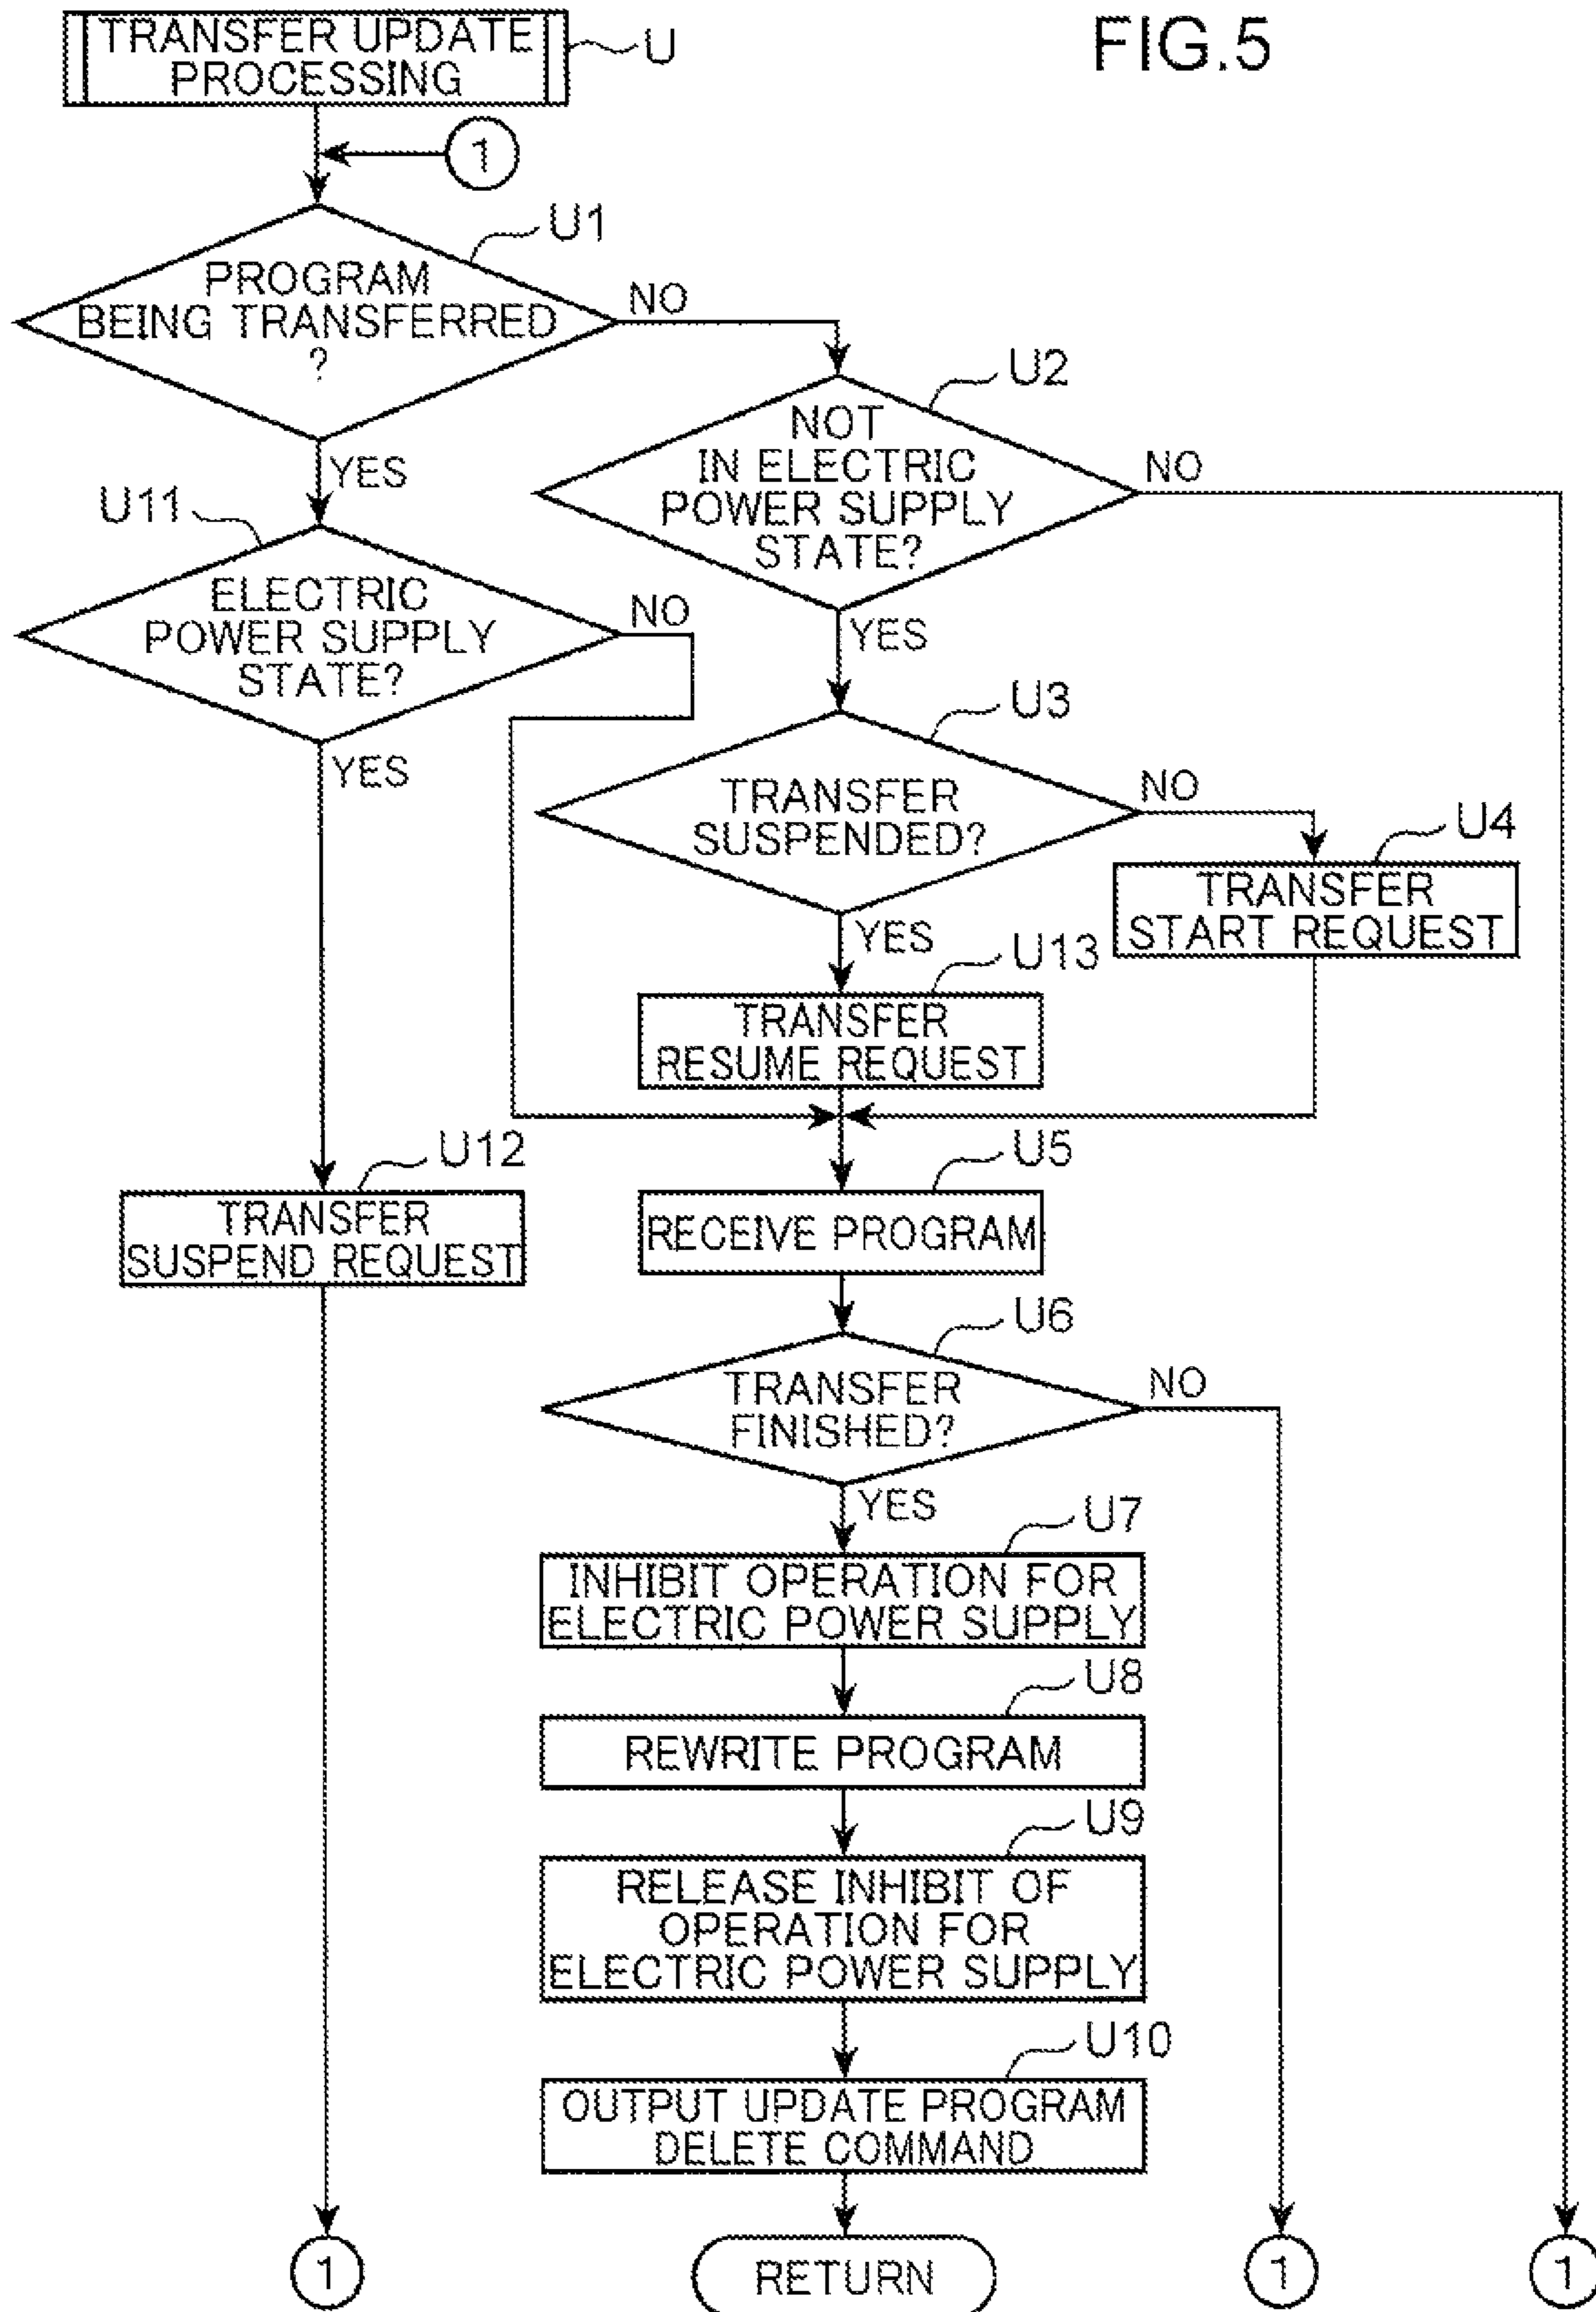 FIG.5
TRANSFER UPDATE
PROCESSING
U
1
U1
PROGRAM
BEING TRANSFERRED
?
NO
YES
U2
NOT
IN ELECTRIC
POWER SUPPLY
STATE?
NO
YES
U11
ELECTRIC
POWER SUPPLY
STATE?
NO
YES
U3
TRANSFER
SUSPENDED?
NO
YES
U4
TRANSFER
START REQUEST
U13
TRANSFER
RESUME REQUEST
U12
TRANSFER
SUSPEND REQUEST
U5
RECEIVE PROGRAM
U6
TRANSFER
FINISHED?
NO
YES
U7
INHIBIT OPERATION FOR
ELECTRIC POWER SUPPLY
U8
REWRITE PROGRAM
U9
RELEASE INHIBIT OF
OPERATION FOR
ELECTRIC POWER SUPPLY
U10
OUTPUT UPDATE PROGRAM
DELETE COMMAND
1
RETURN
1
1